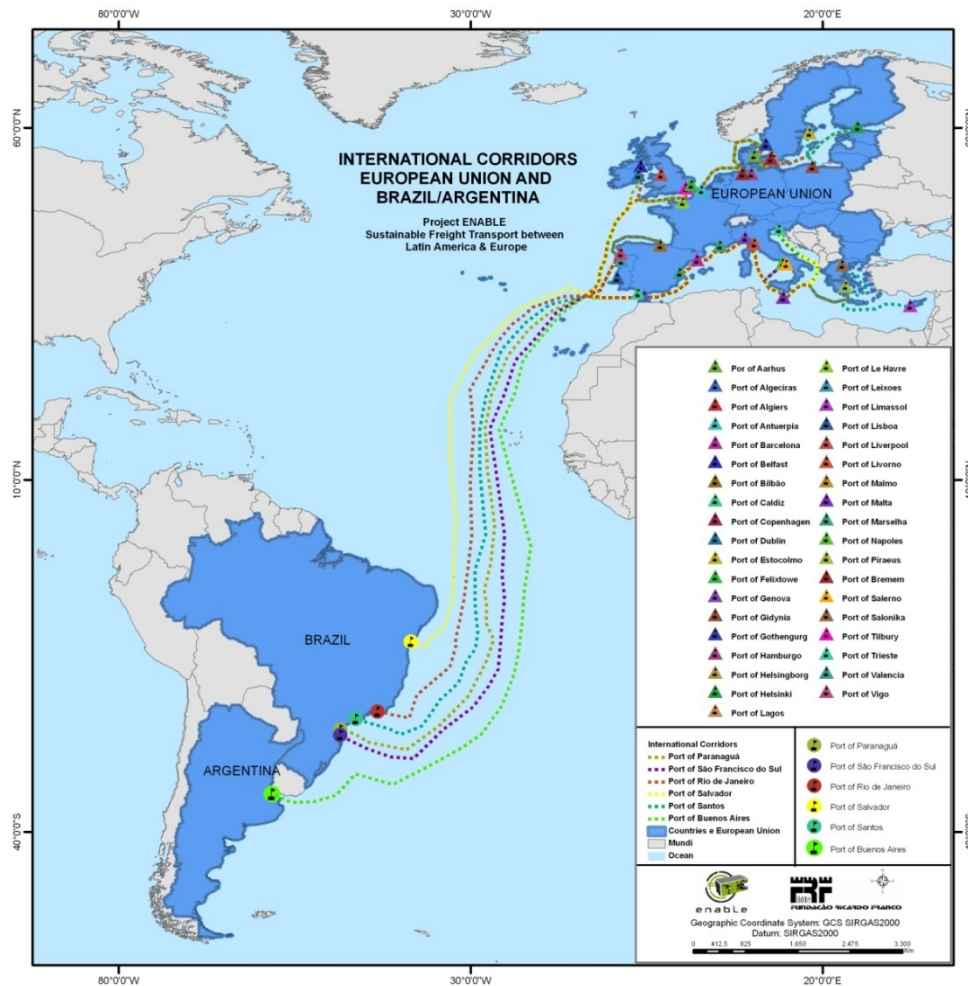 80°0'0"W
30°0'0"W
20°0'0"E
60°0'0"N
INTERNATIONAL CORRIDORS
EUROPEAN UNION AND
BRAZIL/ARGENTINA
Project ENABLE
Sustainable Freight Transport between
Latin America & Europe
EUROPEAN UNION
10°0'0"N
BRAZIL
ARGENTINA
40°0'0"S
Por of Aarhus
Port of Algeciras
Port of Algiers
Port of Antuerpia
Port of Barcelona
Port of Belfast
Port of Bilbão
Port of Caldiz
Port of Copenhagen
Port of Dublin
Port of Estocolmo
Port of Felixtowe
Port of Genova
Port of Gidynia
Port of Gothengurg
Port of Hamburgo
Port of Helsingborg
Port of Helsinki
Port of Lagos
Port of Le Havre
Port of Leixoes
Port of Limassol
Port of Lisboa
Port of Liverpool
Port of Livorno
Port of Malmo
Port of Malta
Port of Marselha
Port of Napoles
Port of Piraeus
Port of Bremem
Port of Salerno
Port of Salonika
Port of Tilbury
Port of Trieste
Port of Valencia
Port of Vigo
International Corridors
Port of Paranaguá
Port of São Francisco do Sul
Port of Rio de Janeiro
Port of Salvador
Port of Santos
Port of Buenos Aires
Countries e European Union
Mundi
Ocean
Port of Paranaguá
Port of São Francisco do Sul
Port of Rio de Janeiro
Port of Salvador
Port of Santos
Port of Buenos Aires
enable
FRF
FUNDAÇÃO RICARDO FRANCO
Geographic Coordinate System: GCS SIRGAS2000
Datum: SIRGAS2000
0 412,5 825 1.650 2.475 3.300
Km
80°0'0"W
30°0'0"W
20°0'0"E